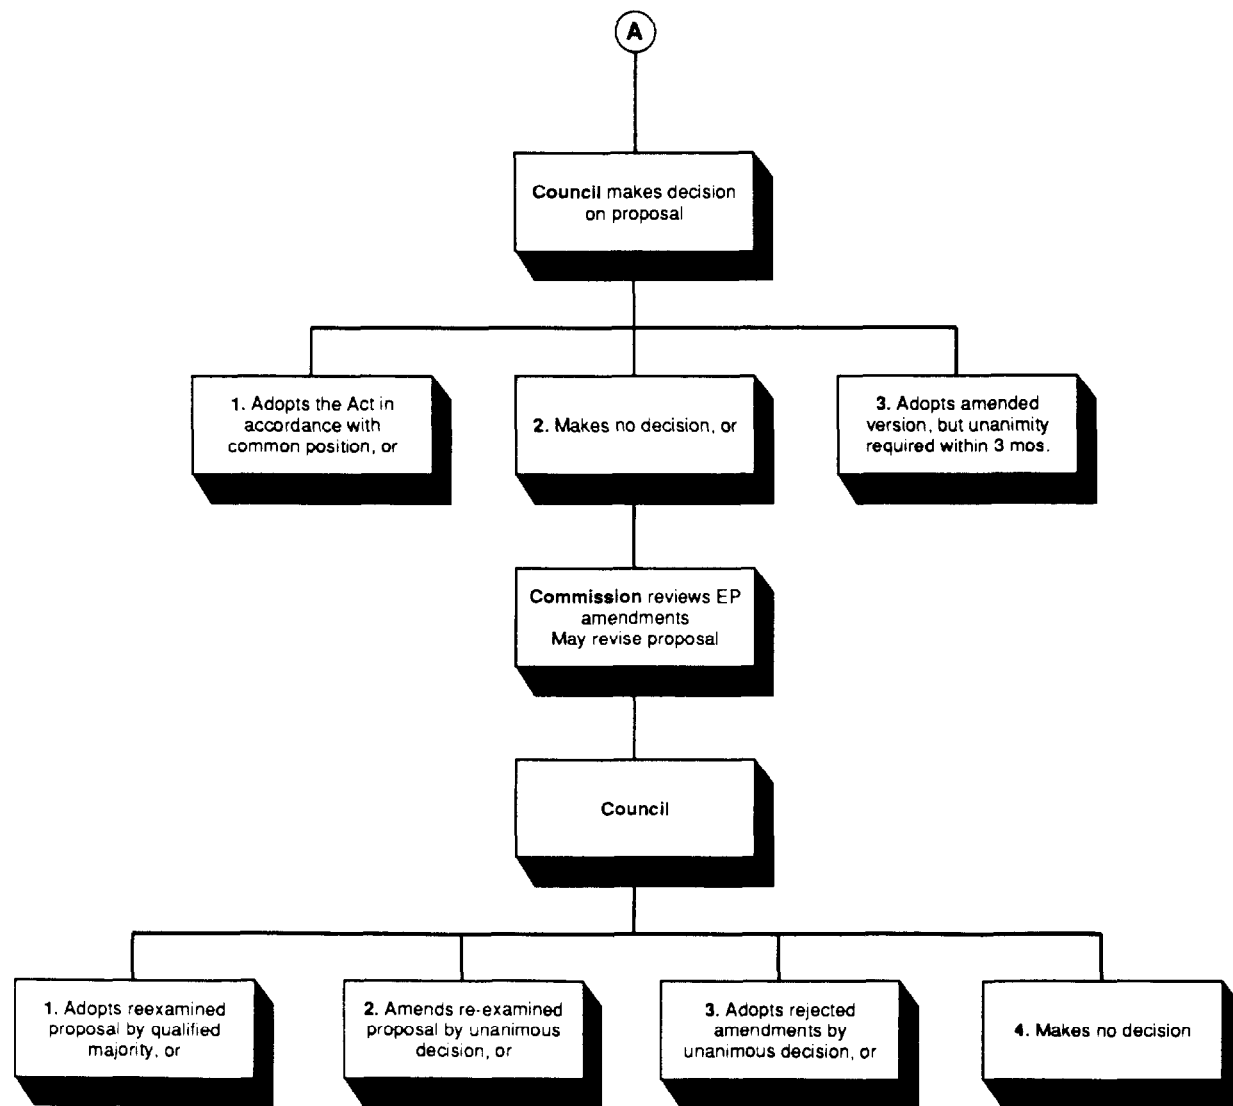 A
Council makes decision
on proposal
1. Adopts the Act in
accordance with
common position, or
2. Makes no decision, or
3. Adopts amended
version, but unanimity
required within 3 mos.
Commission reviews EP
amendments
May revise proposal
Council
1. Adopts reexamined
proposal by qualified
majority, or
2. Amends re-examined
proposal by unanimous
decision, or
3. Adopts rejected
amendments by
unanimous decision, or
4. Makes no decision